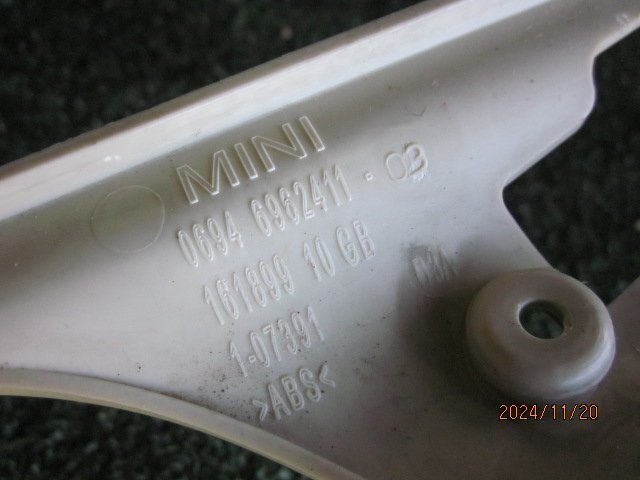 MINI
0694 6962411 - 03
161899 10 GB
1-07391
>ABS<
2024/11/20